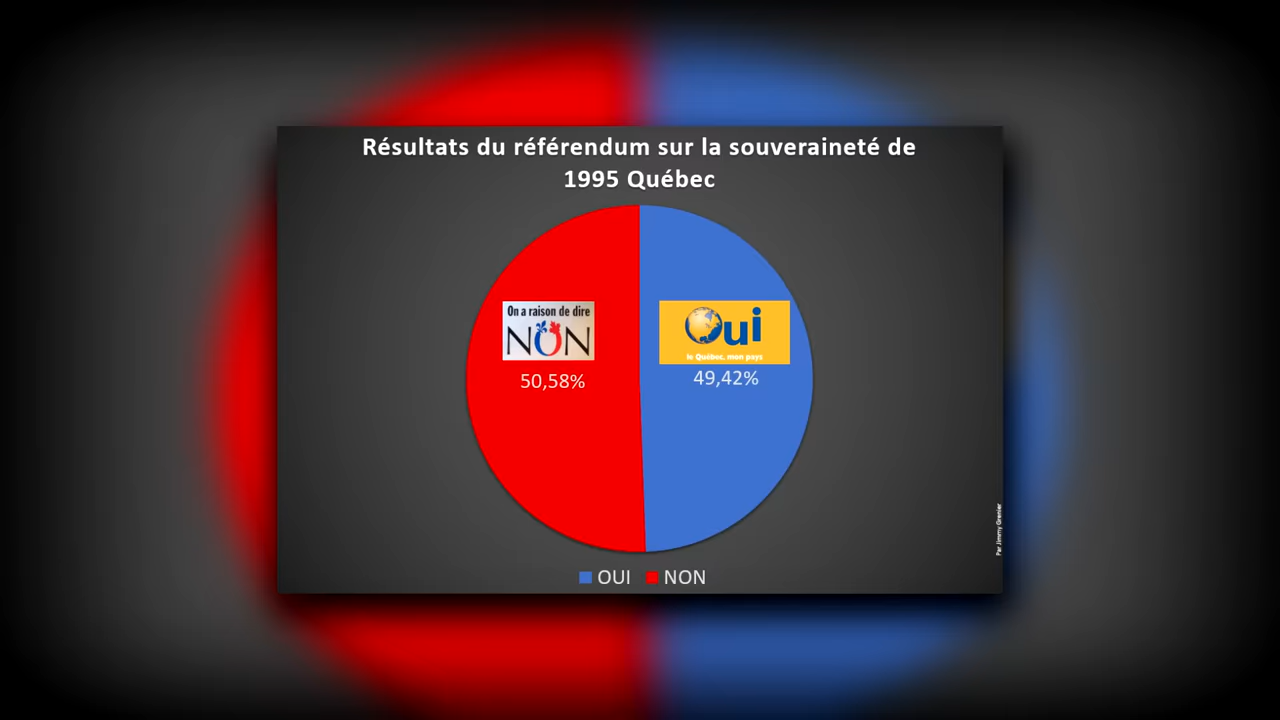 Résultats du référendum sur la souveraineté de
1995 Québec
On a raison de dire
NON
50,58%
Oui
le Québec, mon pays
49,42%
OUI NON
Par Jimmy Grenier